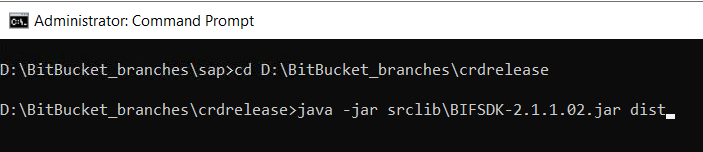 Administrator: Command Prompt
D:\BitBucket_branches\sap>cd D:\BitBucket_branches\crdrelease
D:\BitBucket_branches\crdrelease>java -jar srclib\BIFSDK-2.1.1.02.jar dist